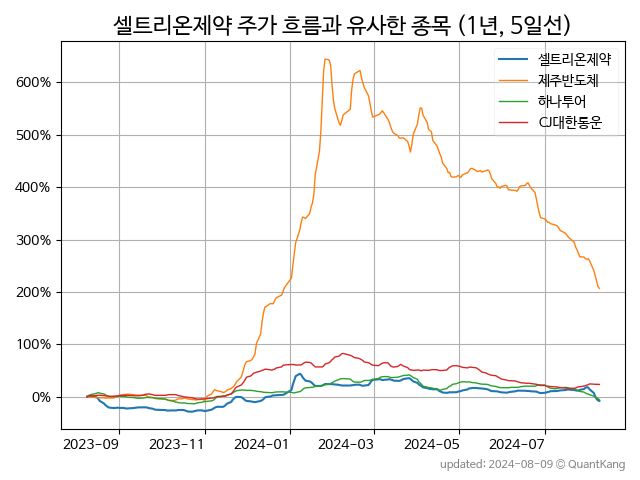 셀트리온제약 주가 흐름과 유사한 종목 (1년, 5일선)
셀트리온제약
제주반도체
하나투어
CJ대한통운
600%
500%
400%
300%
200%
100%
0%
2023-09 2023-11 2024-01 2024-03 2024-05 2024-07
updated: 2024-08-09 © QuantKang